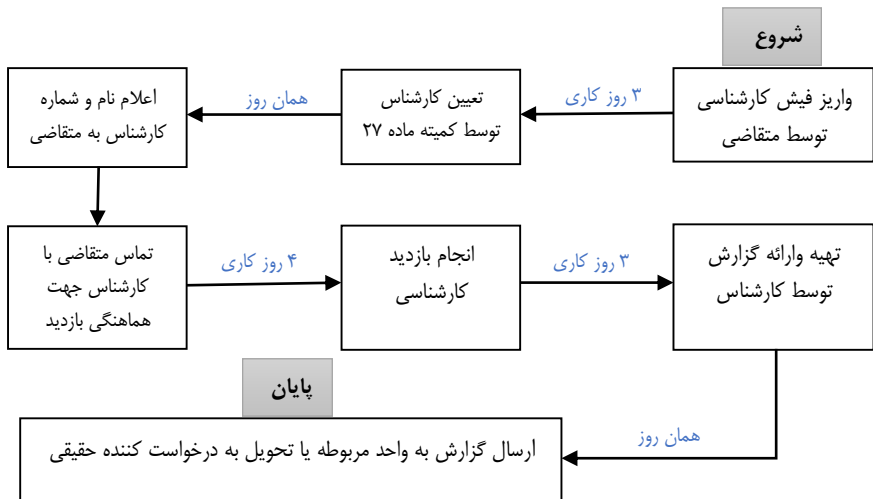 شروع
واریز فیش کارشناسی
توسط متقاضی
۳ روز کاری
تعیین کارشناس
توسط کمیته ماده ۲۷
همان روز
اعلام نام و شماره
کارشناس به متقاضی
تماس متقاضی با
کارشناس جهت
هماهنگی بازدید
۴ روز کاری
انجام بازدید
کارشناسی
۳ روز کاری
تهیه وارائه گزارش
توسط کارشناس
همان روز
پایان
ارسال گزارش به واحد مربوطه یا تحویل به درخواست کننده حقیقی